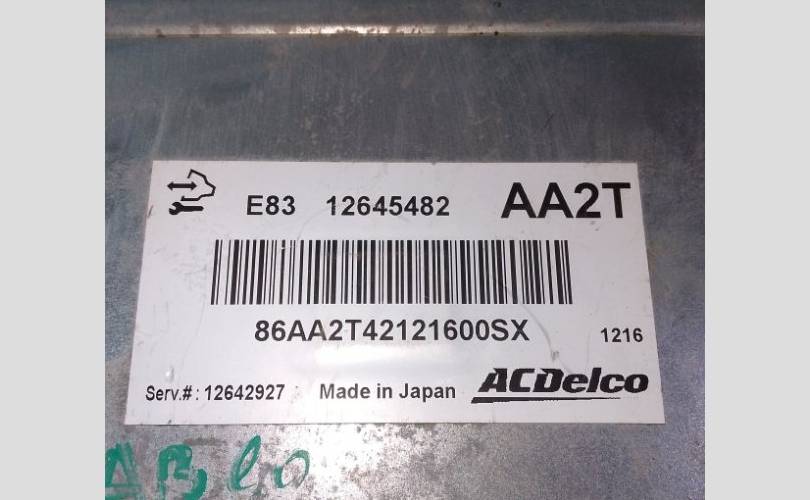 E83 12645482 AA2T
86AA2T42121600SX 1216
Serv.#: 12642927 Made in Japan ACDelco